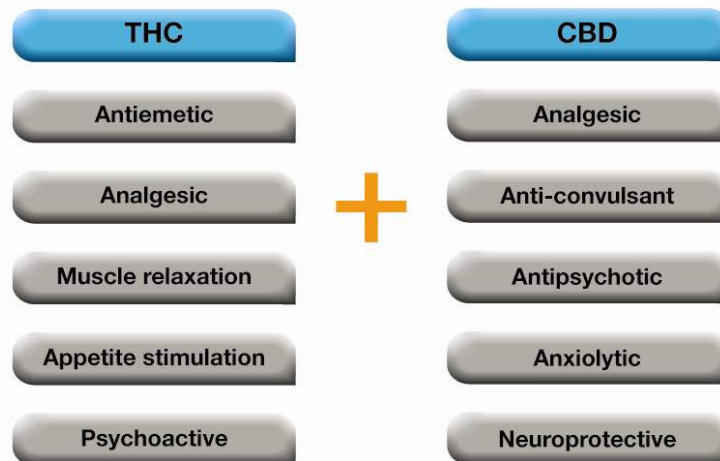 THC
Antiemetic
Analgesic
Muscle relaxation
Appetite stimulation
Psychoactive
CBD
Analgesic
Anti-convulsant
Antipsychotic
Anxiolytic
Neuroprotective